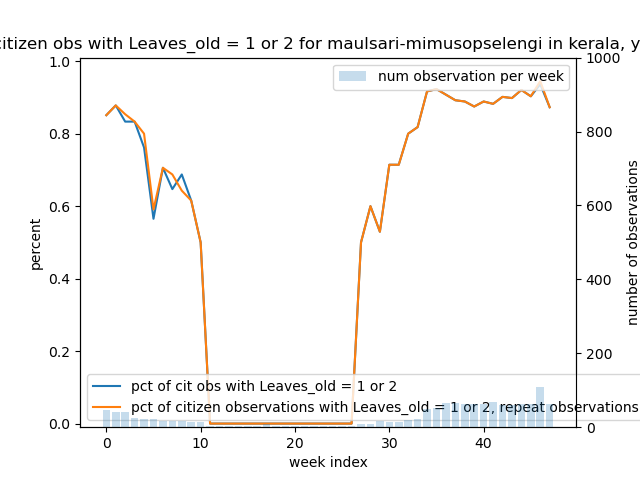 citizen obs with Leaves_old = 1 or 2 for maulsari-mimusopselengi in kerala, y
num observation per week
1.0
0.8
0.6
0.4
0.2
0.0
percent
1000
800
600
400
200
0
number of observations
pct of cit obs with Leaves_old = 1 or 2
pct of citizen observations with Leaves_old = 1 or 2, repeat observations
0
10
20
30
40
week index